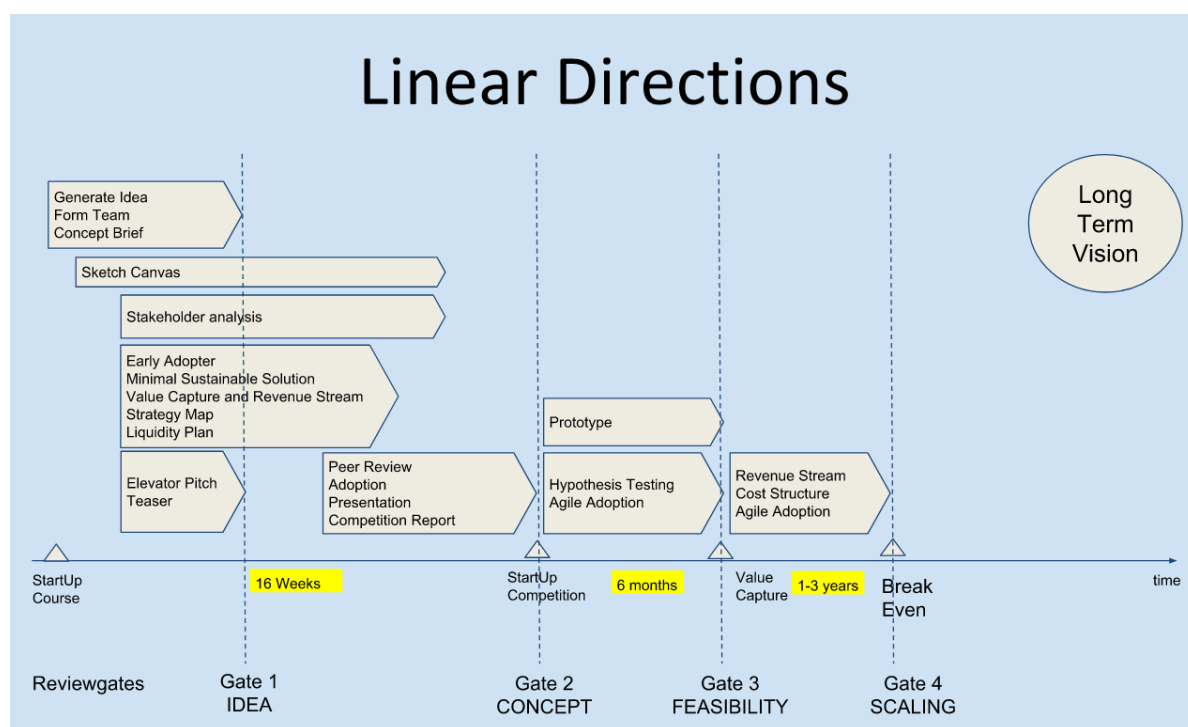 Linear Directions
Generate Idea
Form Team
Concept Brief
Long
Term
Vision
Sketch Canvas
Stakeholder analysis
Early Adopter
Minimal Sustainable Solution
Value Capture and Revenue Stream
Strategy Map
Liquidity Plan
Prototype
Elevator Pitch
Teaser
Peer Review
Adoption
Presentation
Competition Report
Hypothesis Testing
Agile Adoption
Revenue Stream
Cost Structure
Agile Adoption
StartUp
Course
16 Weeks
StartUp
Competition
6 months
Value
Capture
1-3 years
Break
Even
time
Reviewgates
Gate 1
IDEA
Gate 2
CONCEPT
Gate 3
FEASIBILITY
Gate 4
SCALING